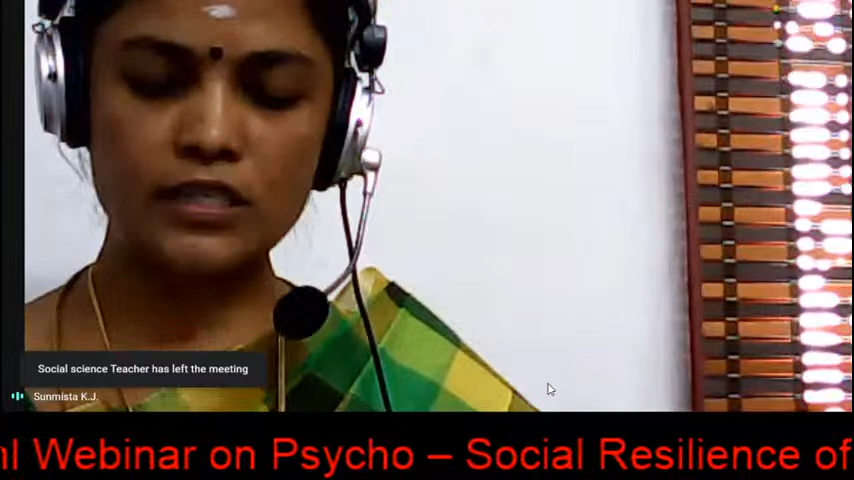 Social science Teacher has left the meeting
Sunmista K.J.
Webinar on Psycho – Social Resilience of